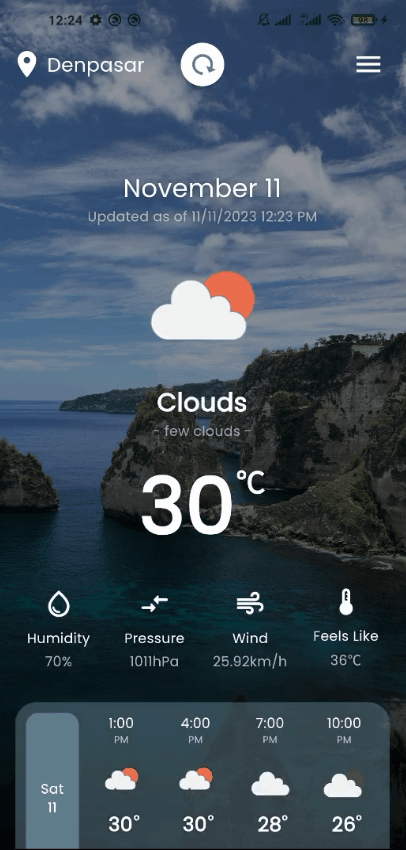 12:24
Denpasar
November 11
Updated as of 11/11/2023 12:23 PM
Clouds
- few clouds -
30°C
Humidity Pressure Wind Feels Like
70% 1011hPa 25.92km/h 36°C
1:00 4:00 7:00 10:00
PM PM PM PM
Sat
11
30° 30° 28° 26°